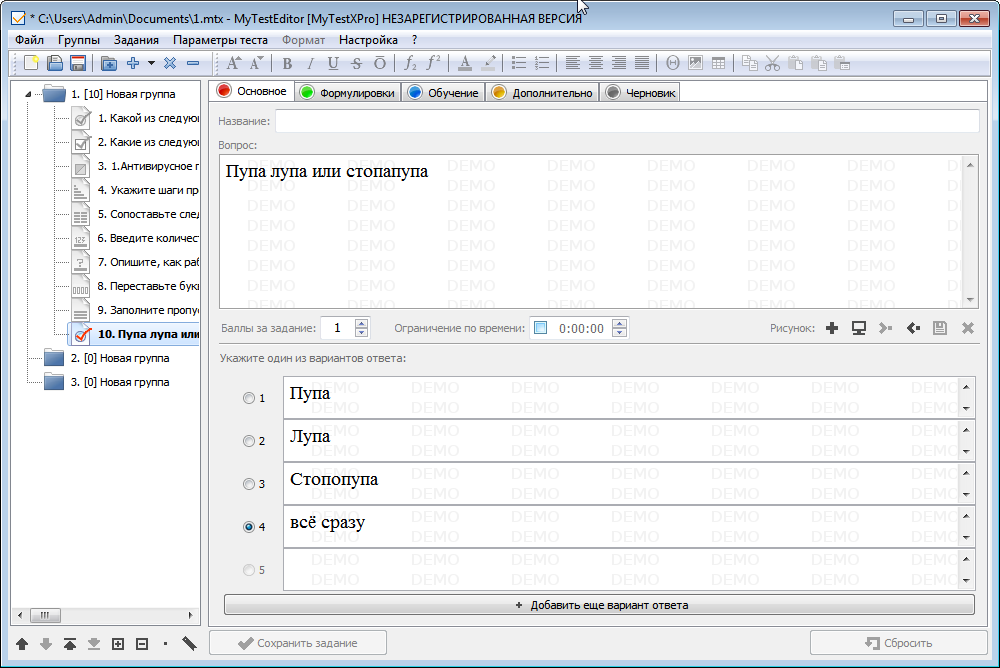 * C:\Users\Admin\Documents\1.mtx - MyTestEditor [MyTestXPro] НЕЗАРЕГИСТРИРОВАННАЯ ВЕРСИЯ
Файл Группы Задания Параметры теста Формат Настройка ?
1. [10] Новая группа
1. Какой из следую
2. Какие из следую
3. 1.Антивирусное п
4. Укажите шаги пр
5. Сопоставьте сле
6. Введите количес
7. Опишите, как ра
8. Переставьте бук
9. Заполните пропу
10. Пупа лупа или
2. [0] Новая группа
3. [0] Новая группа
Основное Формулировки Обучение Дополнительно Черновик
Название:
Вопрос:
Пупа лупа или стопапупа
Баллы за задание: 1 Ограничение по времени: 0:00:00 Рисунок:
Укажите один из вариантов ответа:
1 Пупа
2 Лупа
3 Стопопупа
4 всё сразу
5
+ Добавить еще вариант ответа
Сохранить задание Сбросить